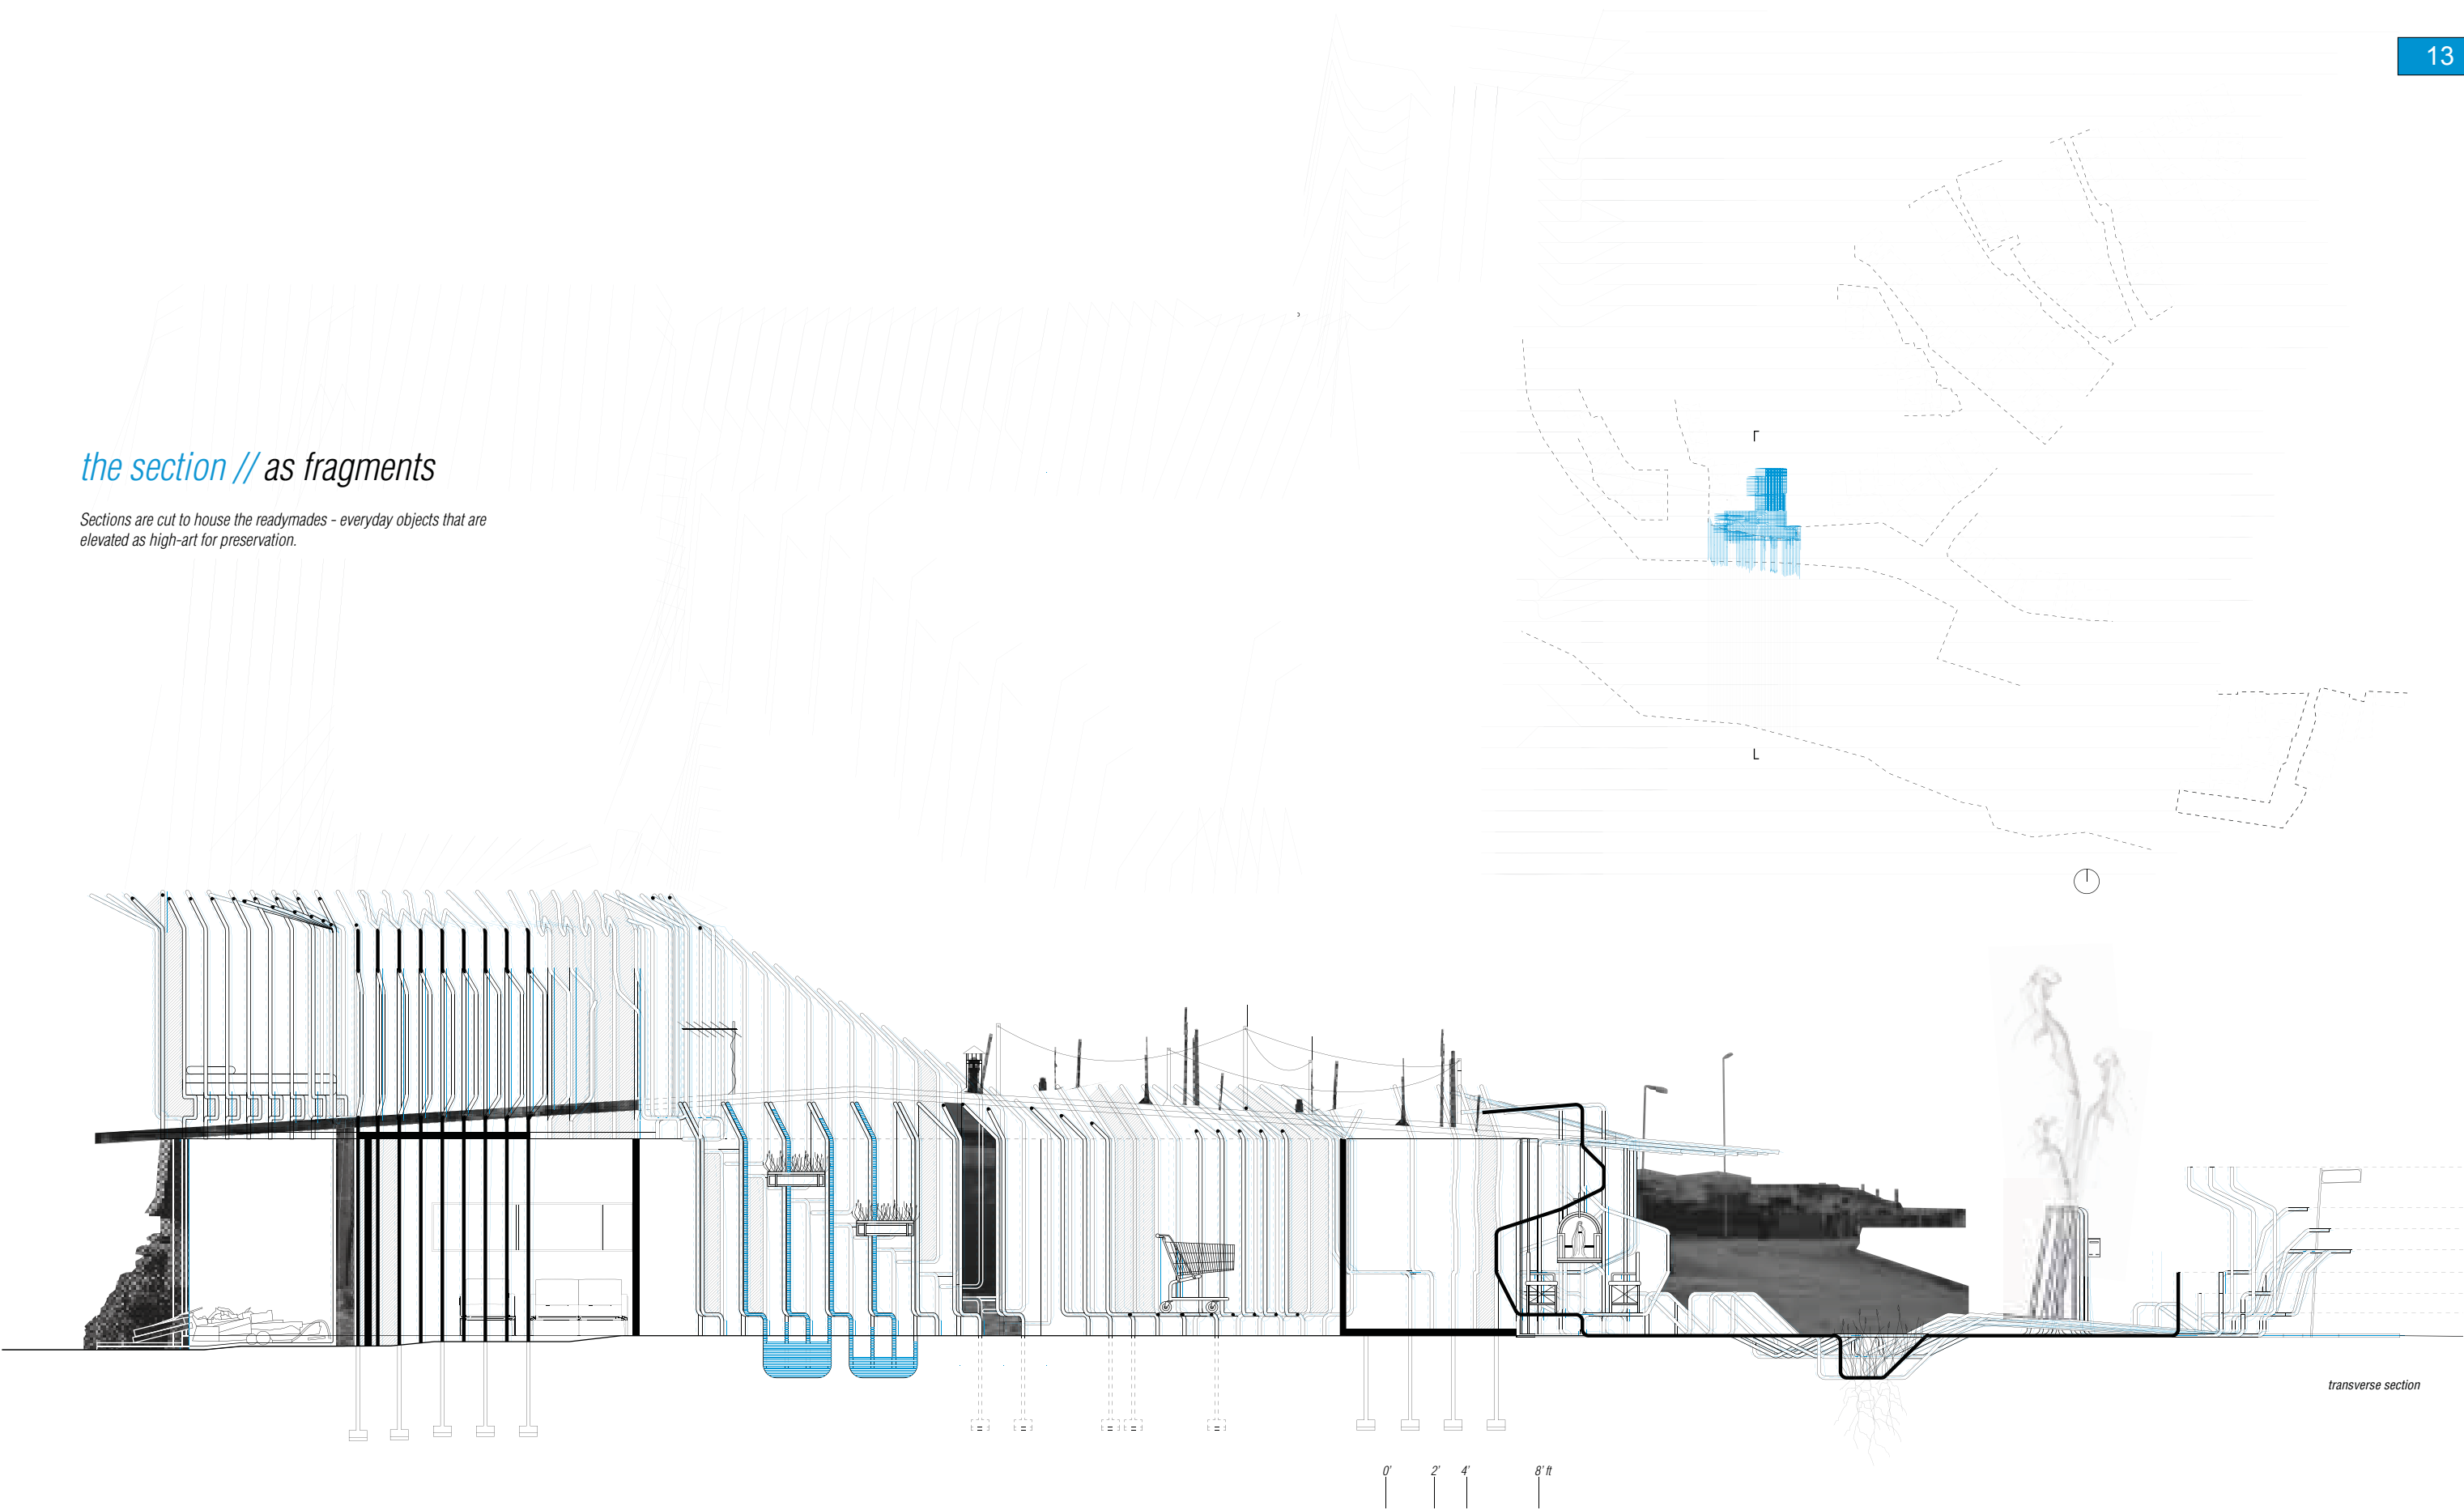 13
the section // as fragments
Sections are cut to house the readymades - everyday objects that are
elevated as high-art for preservation.
transverse section
0' 2' 4' 8' ft